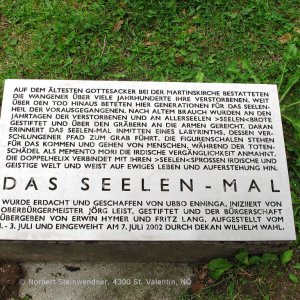 AUF DEM ÄLTESTEN GOTTESACKER BEI DER MARTINSKIRCHE BESTATTETEN
DIE WANGENER ÜBER VIELE JAHRHUNDERTE IHRE VERSTORBENEN. WEIT
ÜBER DEN TOD HINAUS BETETEN HIER GENERATIONEN FÜR DAS SEELEN-
HEIL DER VORAUSGEGANGENEN. NACH ALTEM BRAUCH WURDEN AN DEN
JAHRTAGEN DER VERSTORBENEN UND AN ALLERSEELEN >SEELEN<BROTE
GESTIFTET UND ÜBER DEN GRÄBERN AN DIE ARMEN GEREICHT. DARAN
ERINNERT DAS SEELEN-MAL INMITTEN EINES LABYRINTHS, DESSEN VER-
SCHLUNGENER PFAD ZUM GRAB FÜHRT. DIE FIGURENSCHALEN STEHEN
FÜR DAS KOMMEN UND GEHEN VON MENSCHEN, WÄHREND DER TOTEN-
SCHÄDEL ALS MEMENTO MORI DIE IRDISCHE VERGÄNGLICHKEIT ANMAHNT.
DIE DOPPELHELIX VERBINDET MIT IHREN >SEELEN<SPROSSEN IRDISCHE UND
GEISTIGE WELT UND WEIST AUF EWIGES LEBEN UND AUFERSTEHUNG HIN.
DAS SEELEN-MAL
WURDE ERDACHT UND GESCHAFFEN VON UBBO ENNINGA, INIZIIERT VON
OBERBÜRGERMEISTER JÖRG LEIST, GESTIFTET UND DER BÜRGERSCHAFT
ÜBERGEBEN VON ERWIN HYMER UND FRITZ LANG, AUFGESTELLT VOM
. - 3. JULI UND EINGEWEIHT AM 7. JULI 2002 DURCH DEKAN WILHELM WAHL.
© Norbert Steinwendner, 4300 St. Valentin, NÖ